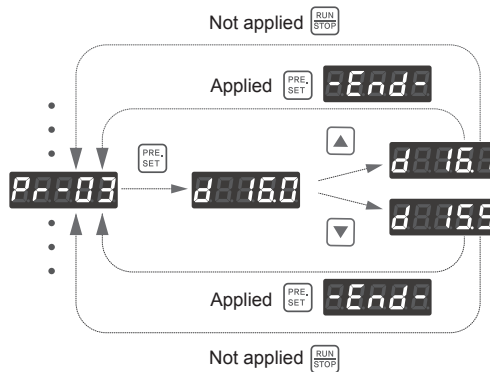 Not applied RUN STOP
Applied PRE. SET -End-
PRE. SET
Pr-03
d 16.0
d 16.
d 15.9
Applied PRE. SET -End-
Not applied RUN STOP